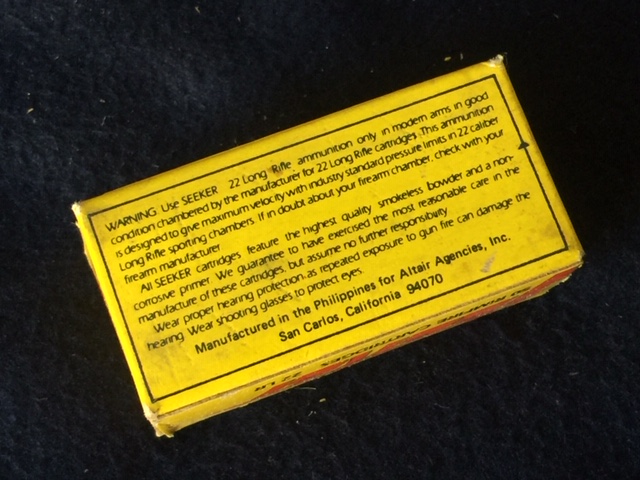 WARNING Use SEEKER 22 Long Rifle ammunition only in modern arms in good
condition chambered by the manufacturer for 22 Long Rifle cartridges. This ammunition
is designed to give maximum velocity with industry standard pressure limits in 22 caliber
Long Rifle sporting chambers. If in doubt about your firearm chamber, check with your
firearm manufacturer
All SEEKER cartridges feature the highest quality smokeless powder and a non-
corrosive primer. We guarantee to have exercised the most reasonable care in the
manufacture of these cartridges, but assume no further responsibility
Wear proper hearing protection, as repeated exposure to gun fire can damage the
hearing. Wear shooting glasses to protect eyes.
Manufactured in the Philippines for Altair Agencies, Inc.
San Carlos, California 94070
CARTRIDGES 22 LR